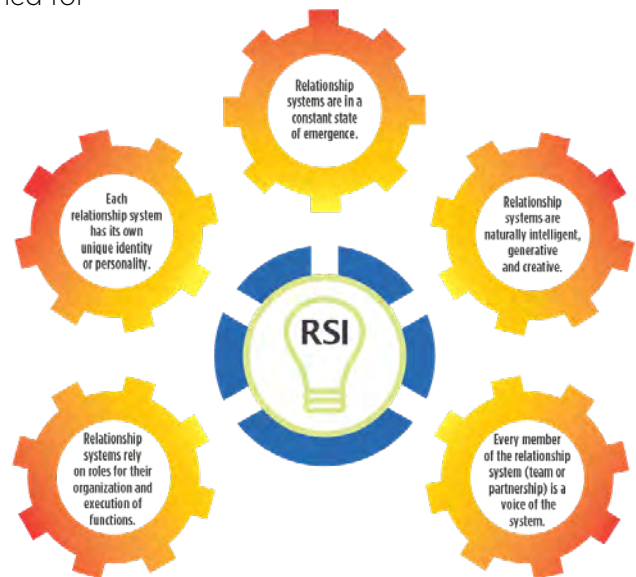 Relationship
systems are in a
constant state
of emergence.
Each
relationship system
has its own
unique identity
or personality.
Relationship
systems are
naturally intelligent,
generative
and creative.
RSI
Relationship
systems rely
on roles for their
organization and
execution of
functions.
Every member
of the relationship
system (team or
partnership) is a
voice of the
system.